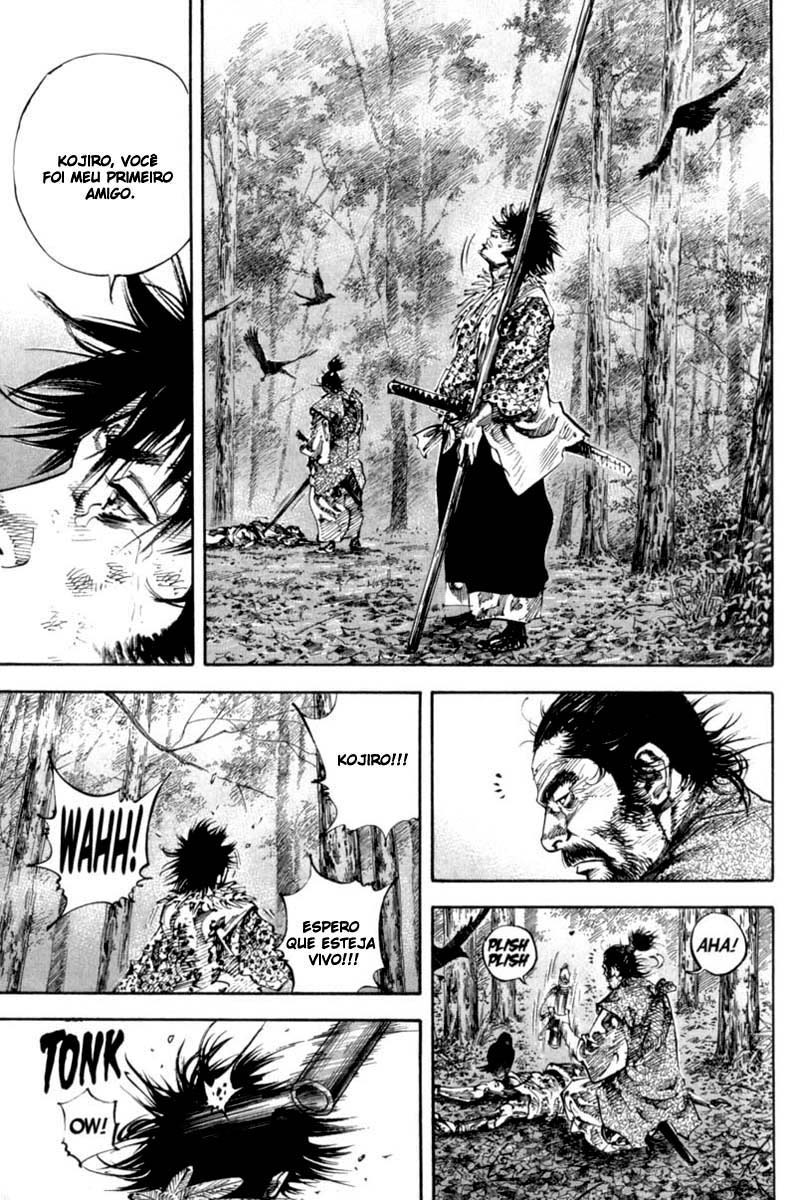 KOJIRO, VOCÊ
FOI MEU PRIMEIRO
AMIGO.
WAHH!
KOJIRO!!!
ESPERO
QUE ESTEJA
VIVO!!!
PLISH
PLISH
AHA!
TONK
OW!